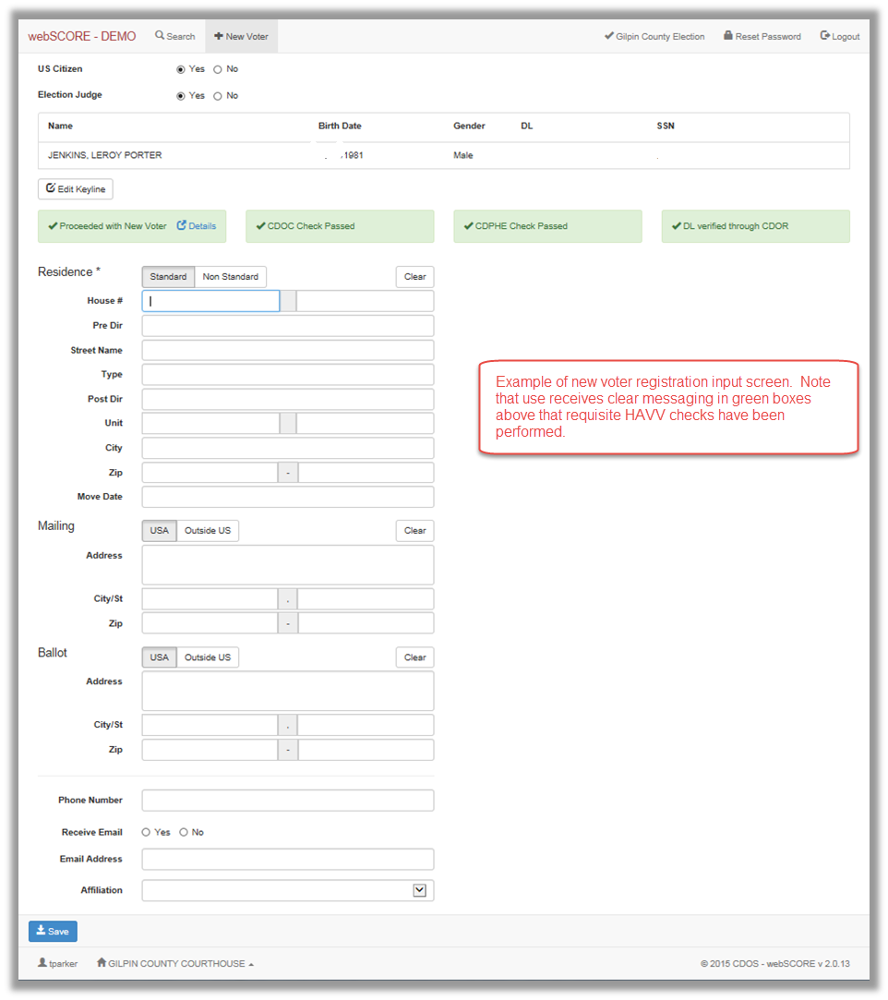 webSCORE - DEMO Search New Voter Gilpin County Election Reset Password Logout
US Citizen Yes No
Election Judge Yes No
Name Birth Date Gender DL SSN
JENKINS, LEROY PORTER 1981 Male
Edit Keyline
Proceeded with New Voter Details CDOC Check Passed CDPHE Check Passed DL verified through CDOR
Residence * Standard Non Standard Clear
House #
Pre Dir
Street Name
Type
Post Dir
Unit
City
Zip -
Move Date
Example of new voter registration input screen. Note
that use receives clear messaging in green boxes
above that requisite HAVV checks have been
performed.
Mailing USA Outside US Clear
Address
City/St .
Zip -
Ballot USA Outside US Clear
Address
City/St .
Zip -
Phone Number
Receive Email Yes No
Email Address
Affiliation
Save
tparker GILPIN COUNTY COURTHOUSE © 2015 CDOS - webSCORE v 2.0.13